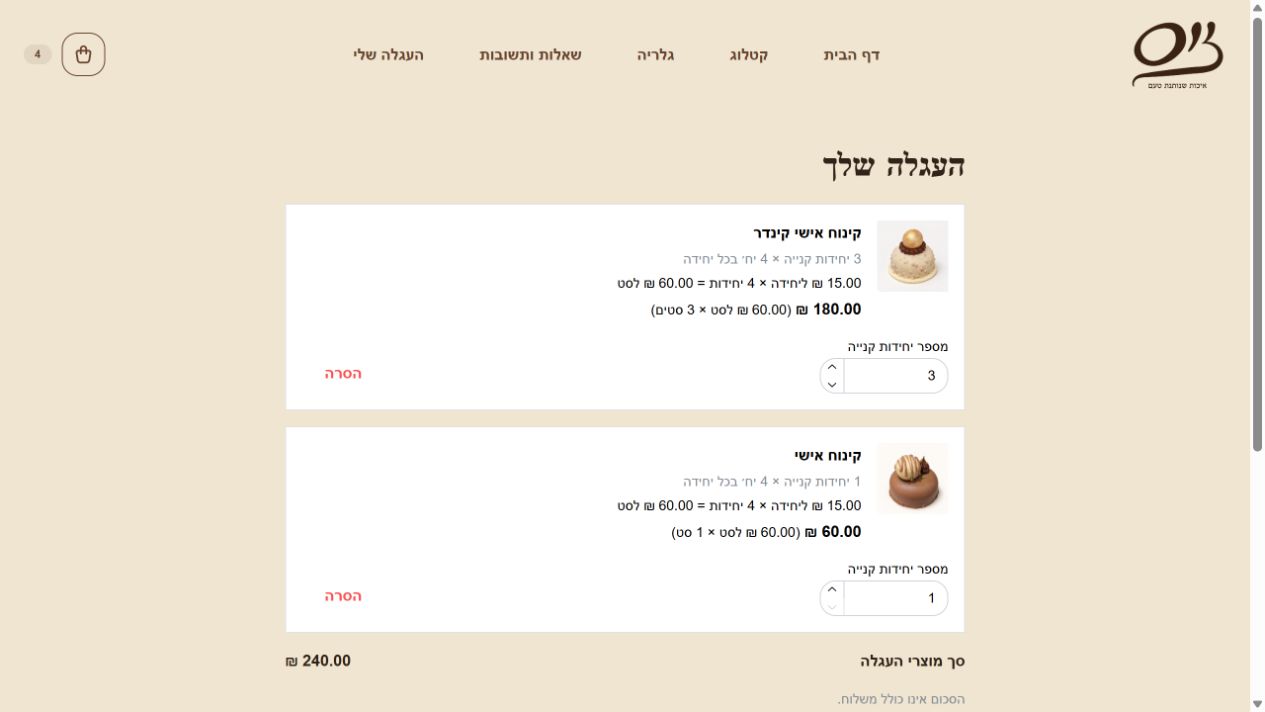 איכות שנותנת טעם
דף הבית
קטלוג
גלריה
שאלות ותשובות
העגלה שלי
4
העגלה שלך
קינוח אישי קינדר
3 יחידות קנייה × 4 יח׳ בכל יחידה
15.00 ₪ ליחידה × 4 יחידות = 60.00 ₪ לסט
180.00 ₪ (60.00 ₪ לסט × 3 סטים)
מספר יחידות קנייה
3
הסרה
קינוח אישי
1 יחידות קנייה × 4 יח׳ בכל יחידה
15.00 ₪ ליחידה × 4 יחידות = 60.00 ₪ לסט
60.00 ₪ (60.00 ₪ לסט × 1 סט)
מספר יחידות קנייה
1
הסרה
סך מוצרי העגלה
240.00 ₪
הסכום אינו כולל משלוח.